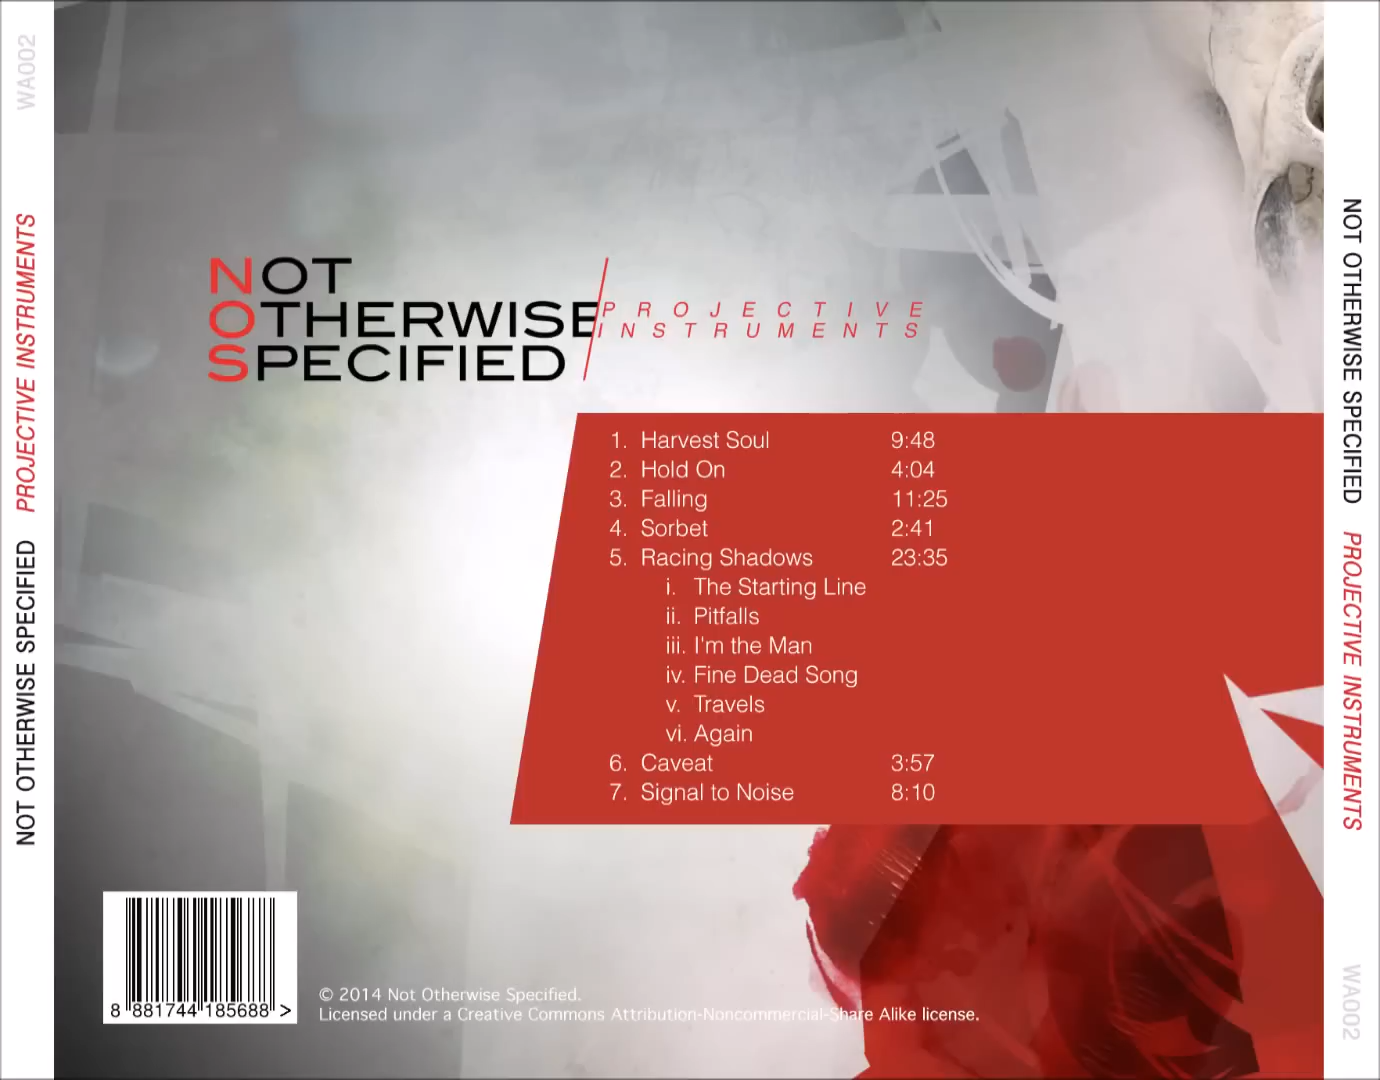 WA002
NOT OTHERWISE SPECIFIED PROJECTIVE INSTRUMENTS
NOT
OTHERWISE
SPECIFIED
PROJECTIVE
INSTRUMENTS
1. Harvest Soul 9:48
2. Hold On 4:04
3. Falling 11:25
4. Sorbet 2:41
5. Racing Shadows 23:35
i. The Starting Line
ii. Pitfalls
iii. I'm the Man
iv. Fine Dead Song
v. Travels
vi. Again
6. Caveat 3:57
7. Signal to Noise 8:10
8 881744 185688 >
© 2014 Not Otherwise Specified.
Licensed under a Creative Commons Attribution-Noncommercial-Share Alike license.
NOT OTHERWISE SPECIFIED PROJECTIVE INSTRUMENTS
WA002